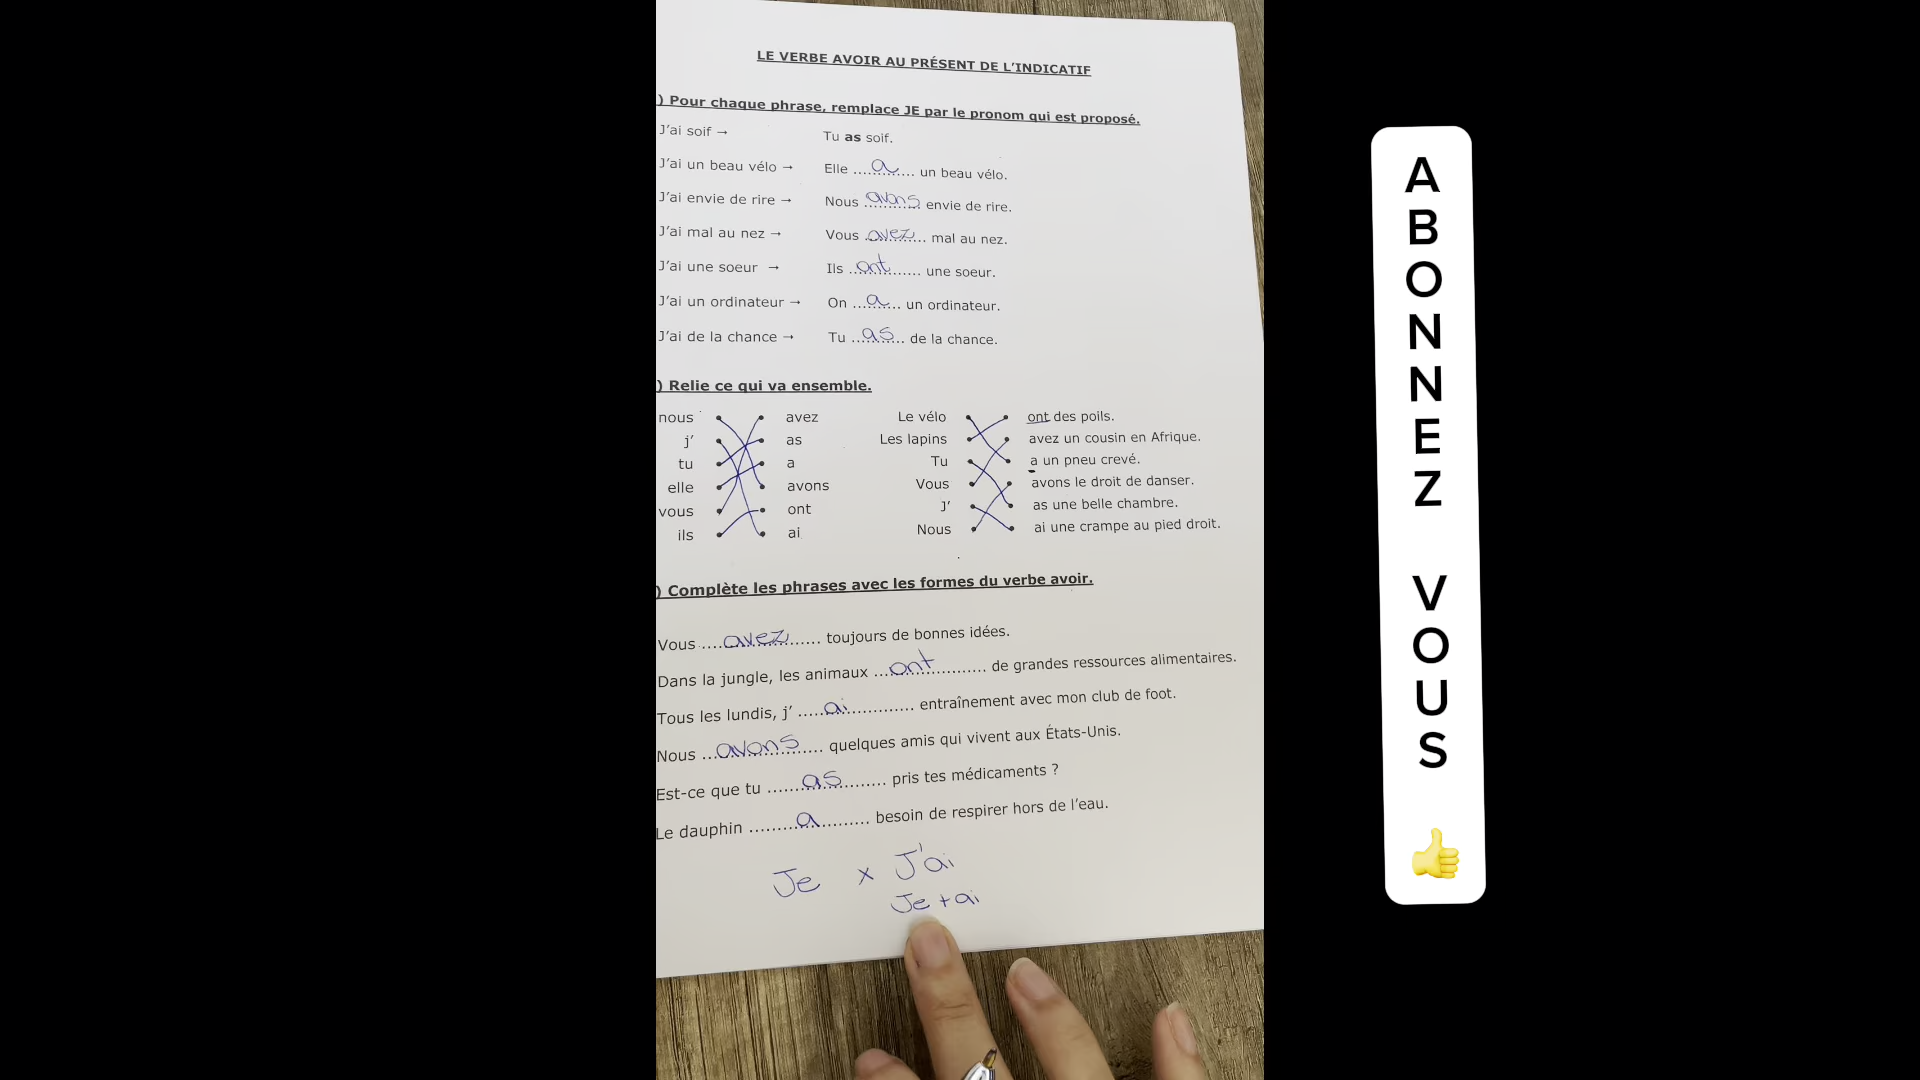 LE VERBE AVOIR AU PRÉSENT DE L'INDICATIF
) Pour chaque phrase, remplace JE par le pronom qui est proposé.
J'ai soif → Tu as soif.
J'ai un beau vélo → Elle ....a.... un beau vélo.
J'ai envie de rire → Nous ...avons... envie de rire.
J'ai mal au nez → Vous ...avez... mal au nez.
J'ai une soeur → Ils ...ont... une soeur.
J'ai un ordinateur → On ...a... un ordinateur.
J'ai de la chance → Tu ...as... de la chance.
) Relie ce qui va ensemble.
nous avez Le vélo ont des poils.
j' as Les lapins avez un cousin en Afrique.
tu a Tu a un pneu crevé.
elle avons Vous avons le droit de danser.
vous ont J' as une belle chambre.
ils ai Nous ai une crampe au pied droit.
) Complète les phrases avec les formes du verbe avoir.
Vous ...avez... toujours de bonnes idées.
Dans la jungle, les animaux ...ont... de grandes ressources alimentaires.
Tous les lundis, j' ...ai... entraînement avec mon club de foot.
Nous ...avons... quelques amis qui vivent aux États-Unis.
Est-ce que tu ...as... pris tes médicaments ?
Le dauphin ...a... besoin de respirer hors de l'eau.
Je x J'ai
Je + ai
ABONNEZ VOUS 👍